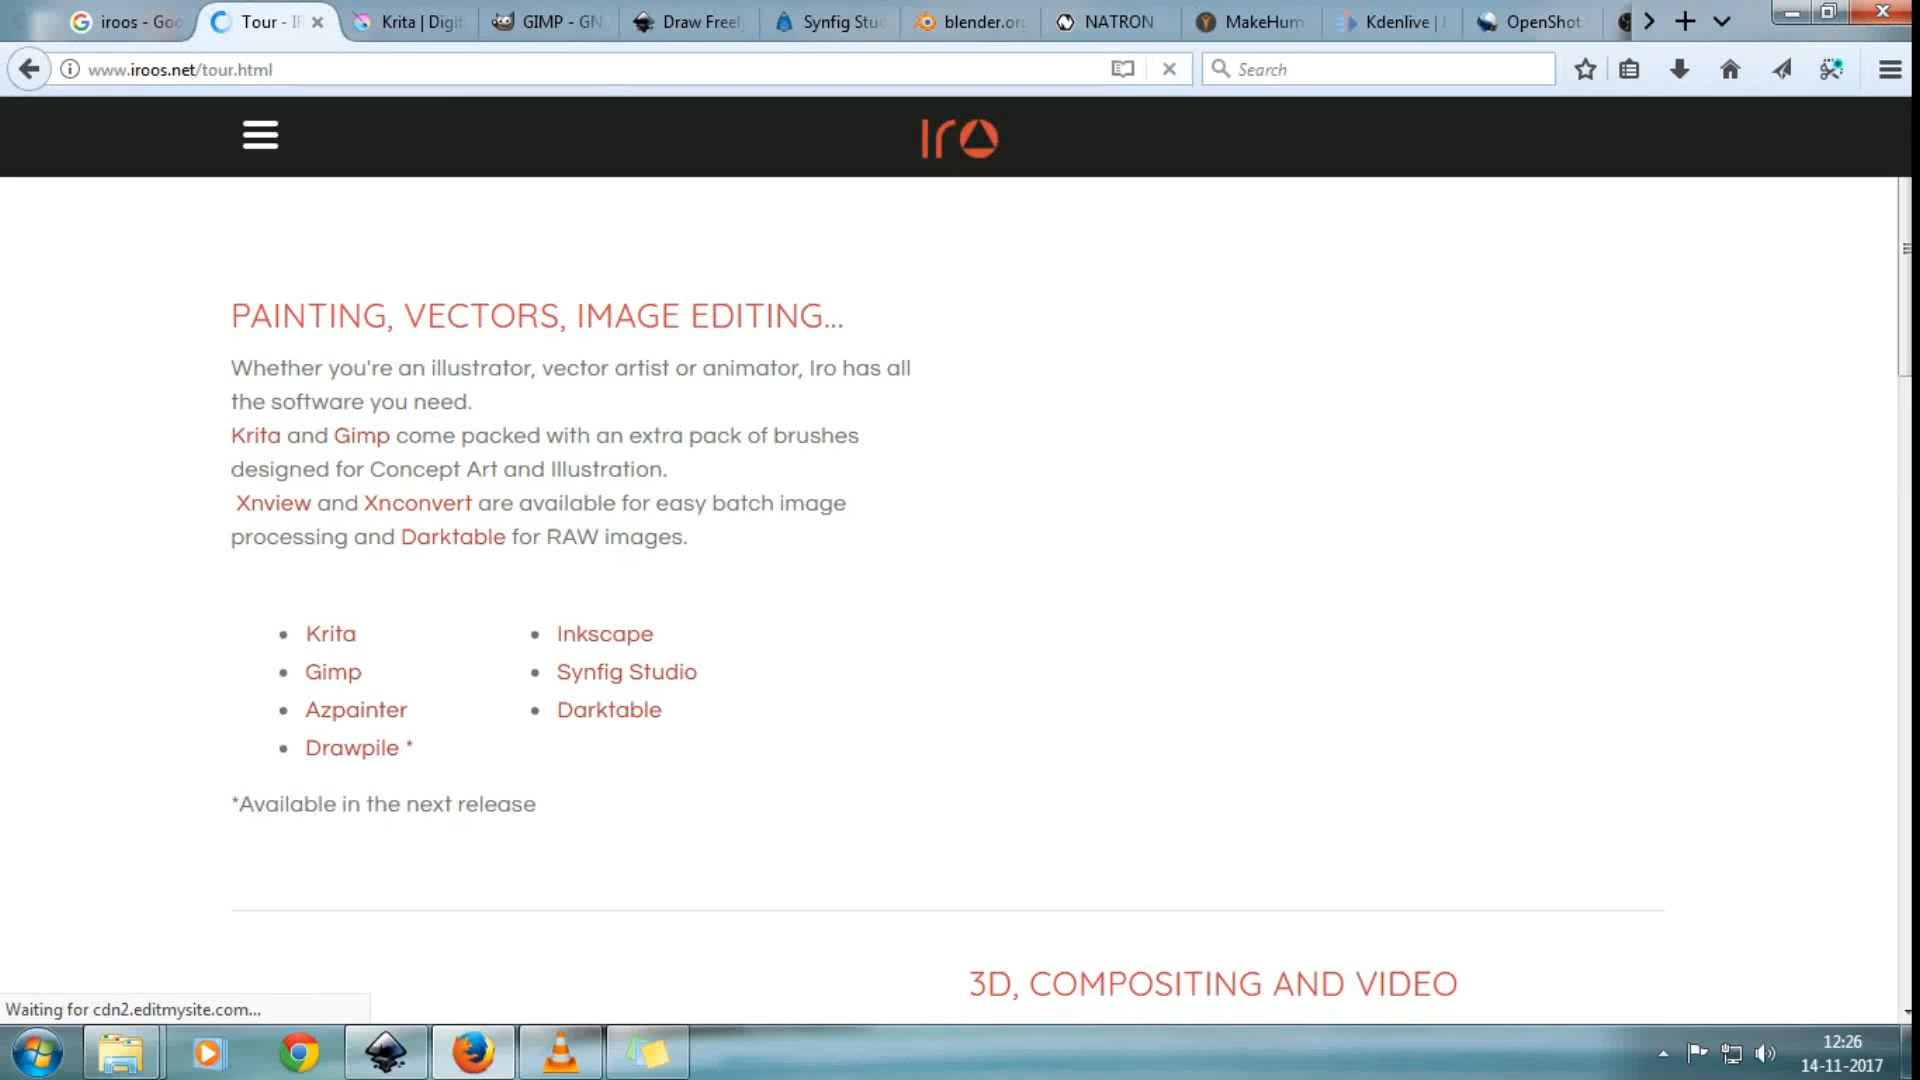 iroos - Goo
Tour - I
Krita | Digit
GIMP - GN
Draw Freel
Synfig Stud
blender.org
NATRON
MakeHum
Kdenlive |
OpenShot
www.iroos.net/tour.html
Search
Iro
PAINTING, VECTORS, IMAGE EDITING...
Whether you're an illustrator, vector artist or animator, Iro has all
the software you need.
Krita and Gimp come packed with an extra pack of brushes
designed for Concept Art and Illustration.
Xnview and Xnconvert are available for easy batch image
processing and Darktable for RAW images.
• Krita
• Gimp
• Azpainter
• Drawpile *
• Inkscape
• Synfig Studio
• Darktable
*Available in the next release
3D, COMPOSITING AND VIDEO
Waiting for cdn2.editmysite.com...
12:26
14-11-2017